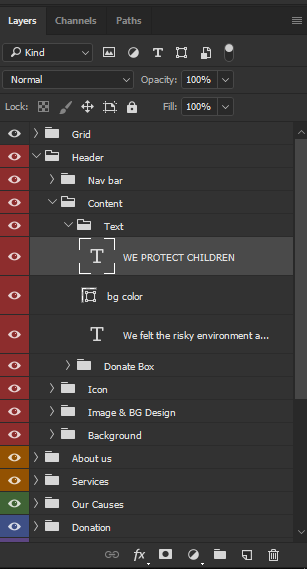 Layers Channels Paths
Kind
Normal Opacity: 100%
Lock: Fill: 100%
Grid
Header
Nav bar
Content
Text
WE PROTECT CHILDREN
bg color
We felt the risky environment a...
Donate Box
Icon
Image & BG Design
Background
About us
Services
Our Causes
Donation
fx